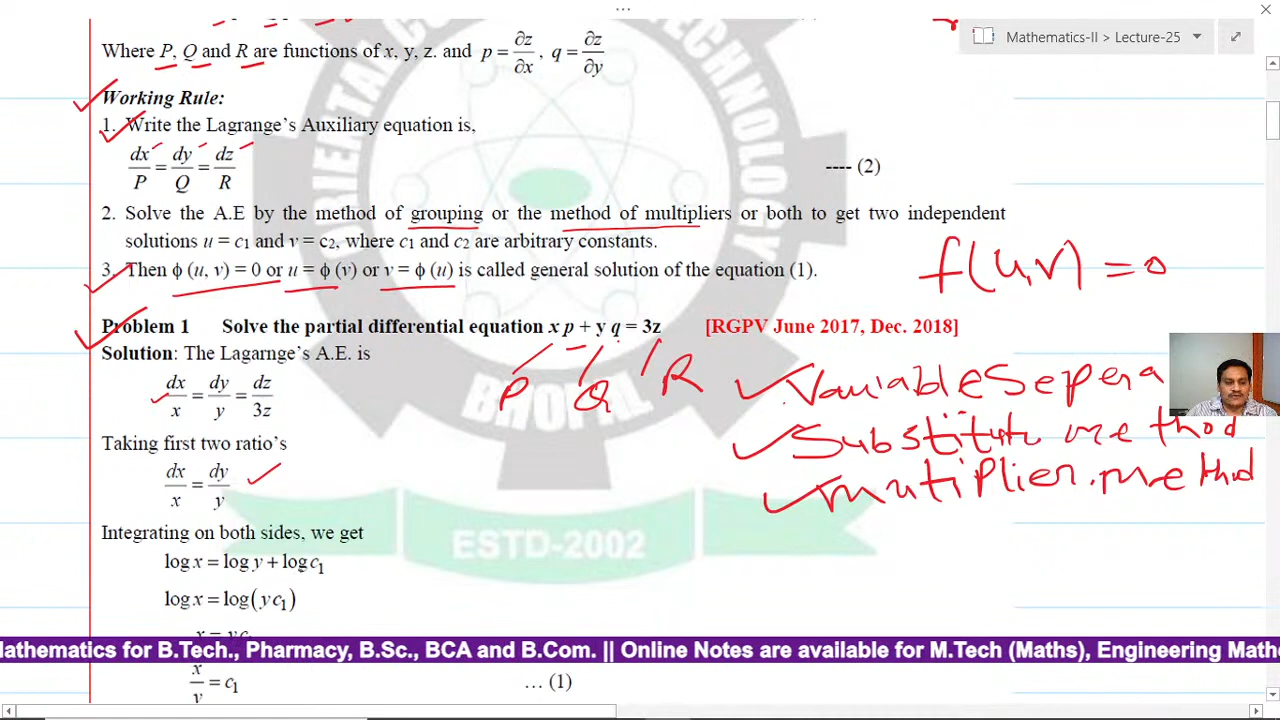 Mathematics-II > Lecture-25
Where P, Q and R are functions of x, y, z. and p = ∂z/∂x , q = ∂z/∂y
Working Rule:
1. Write the Lagrange's Auxiliary equation is,
dx/P = dy/Q = dz/R ---- (2)
2. Solve the A.E by the method of grouping or the method of multipliers or both to get two independent
solutions u = c1 and v = c2, where c1 and c2 are arbitrary constants.
3. Then ϕ (u, v) = 0 or u = ϕ (v) or v = ϕ (u) is called general solution of the equation (1).
f(u,v) = 0
Problem 1 Solve the partial differential equation x p + y q = 3z [RGPV June 2017, Dec. 2018]
Solution: The Lagarnge's A.E. is
P Q R
dx/x = dy/y = dz/3z
Variable Sepera
Substitute method
Multiplier method
Taking first two ratio's
dx/x = dy/y
Integrating on both sides, we get
log x = log y + log c1
log x = log(y c1)
x = yc
x/y = c1 … (1)
BHOPAL
ESTD-2002
Mathematics for B.Tech., Pharmacy, B.Sc., BCA and B.Com. || Online Notes are available for M.Tech (Maths), Engineering Mathe